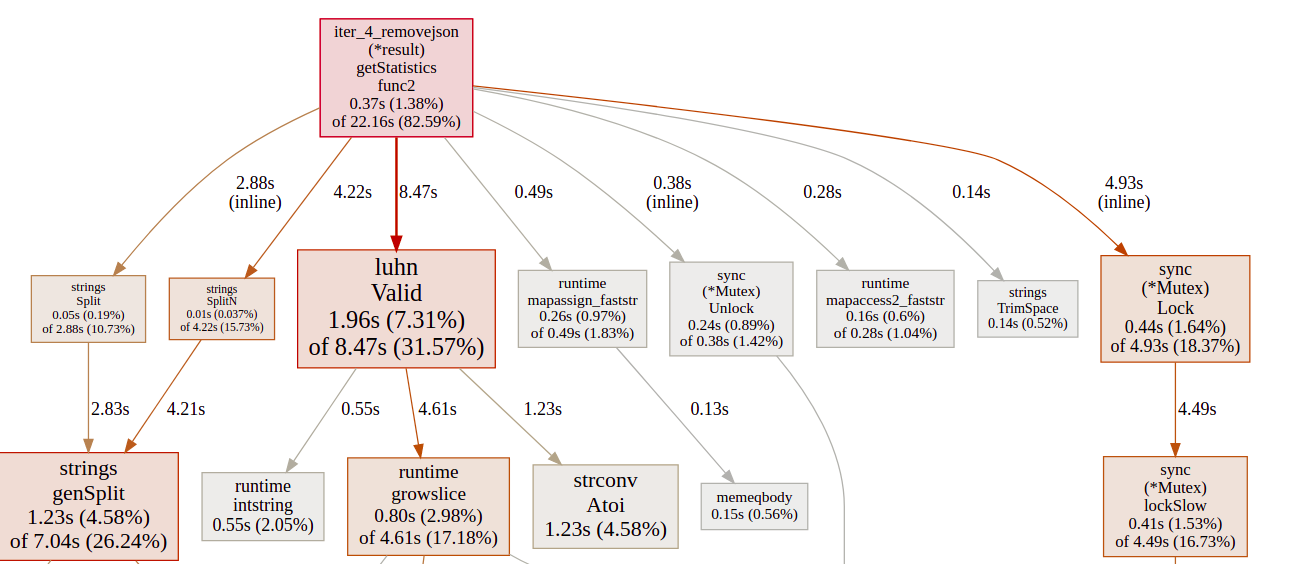 iter_4_removejson
(*result)
getStatistics
func2
0.37s (1.38%)
of 22.16s (82.59%)
2.88s
(inline)
4.22s
8.47s
0.49s
0.38s
(inline)
0.28s
0.14s
4.93s
(inline)
strings
Split
0.05s (0.19%)
of 2.88s (10.73%)
strings
SplitN
0.01s (0.037%)
of 4.22s (15.73%)
luhn
Valid
1.96s (7.31%)
of 8.47s (31.57%)
runtime
mapassign_faststr
0.26s (0.97%)
of 0.49s (1.83%)
sync
(*Mutex)
Unlock
0.24s (0.89%)
of 0.38s (1.42%)
runtime
mapaccess2_faststr
0.16s (0.6%)
of 0.28s (1.04%)
strings
TrimSpace
0.14s (0.52%)
sync
(*Mutex)
Lock
0.44s (1.64%)
of 4.93s (18.37%)
2.83s
4.21s
0.55s
4.61s
1.23s
0.13s
4.49s
strings
genSplit
1.23s (4.58%)
of 7.04s (26.24%)
runtime
intstring
0.55s (2.05%)
runtime
growslice
0.80s (2.98%)
of 4.61s (17.18%)
strconv
Atoi
1.23s (4.58%)
memeqbody
0.15s (0.56%)
sync
(*Mutex)
lockSlow
0.41s (1.53%)
of 4.49s (16.73%)